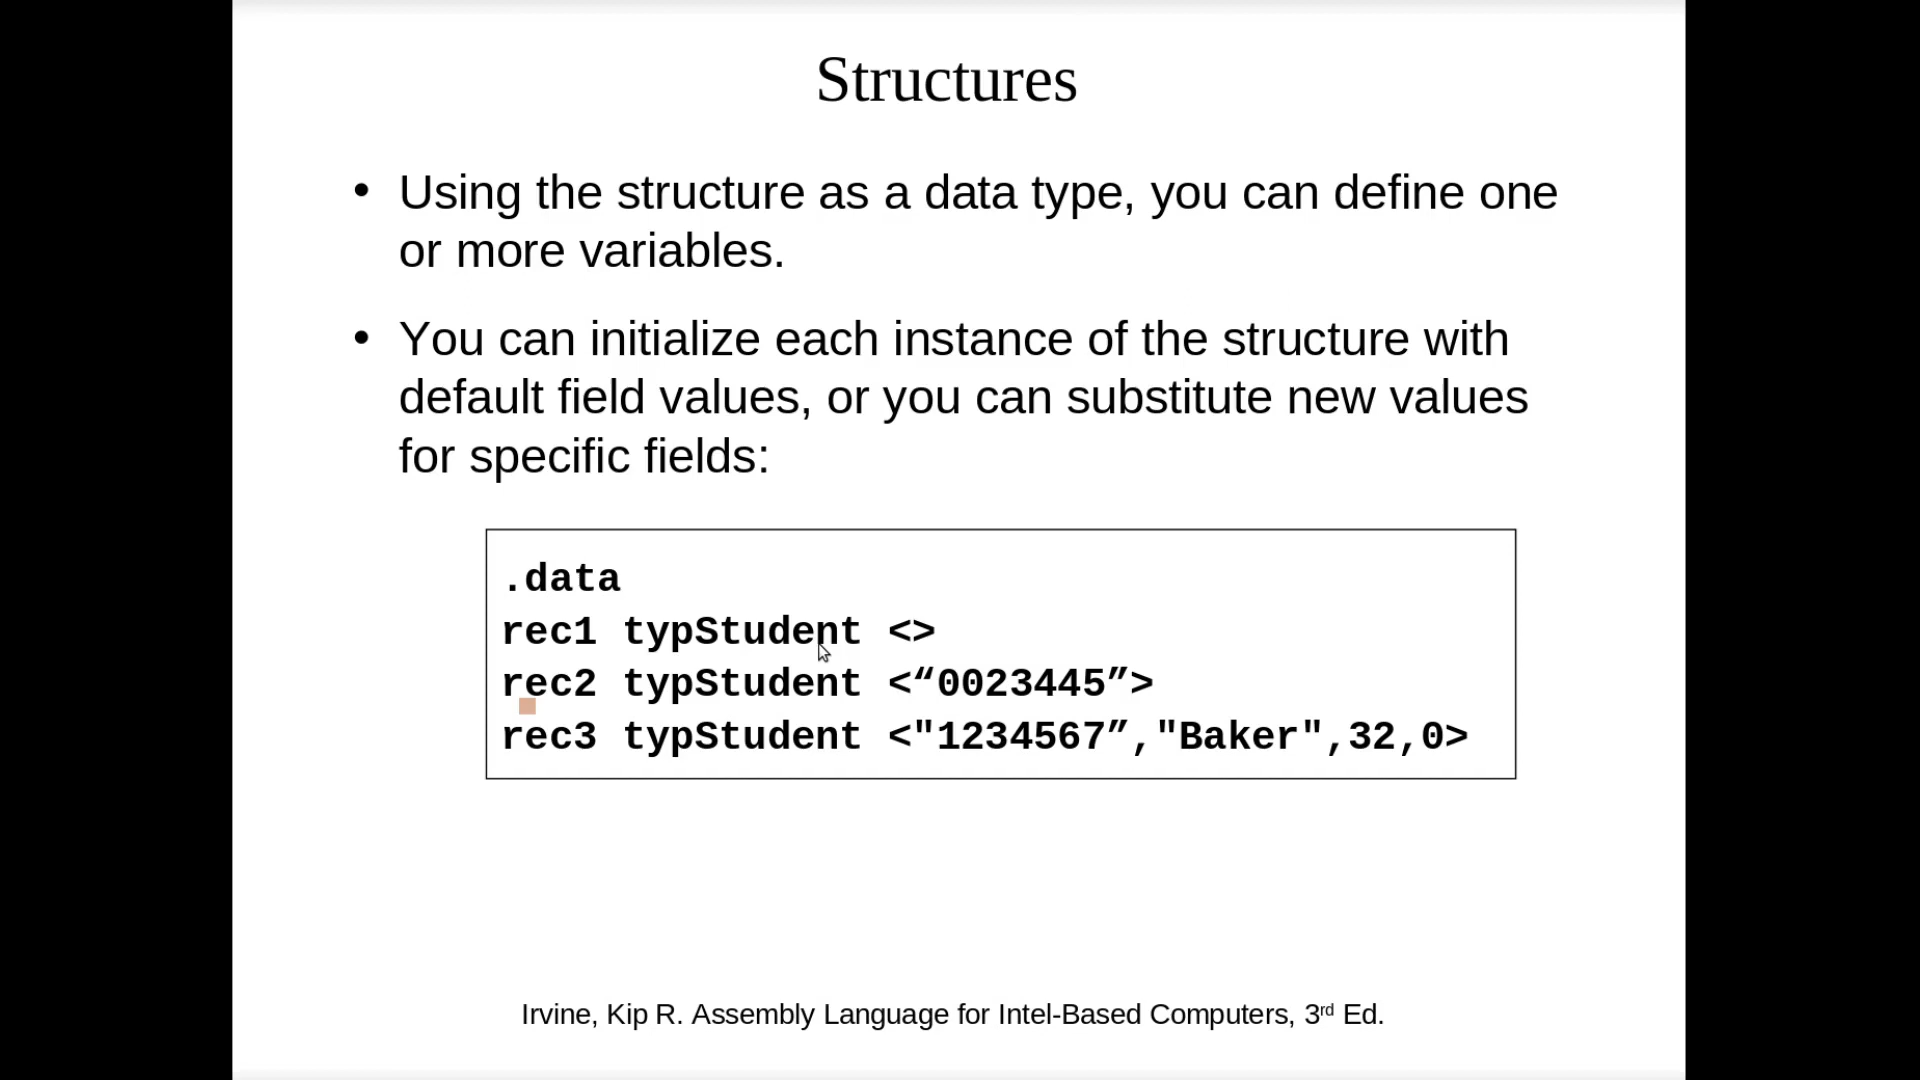 Structures
• Using the structure as a data type, you can define one
or more variables.
• You can initialize each instance of the structure with
default field values, or you can substitute new values
for specific fields:
.data
rec1 typStudent <>
rec2 typStudent <“0023445”>
rec3 typStudent <"1234567”,"Baker",32,0>
Irvine, Kip R. Assembly Language for Intel-Based Computers, 3rd Ed.